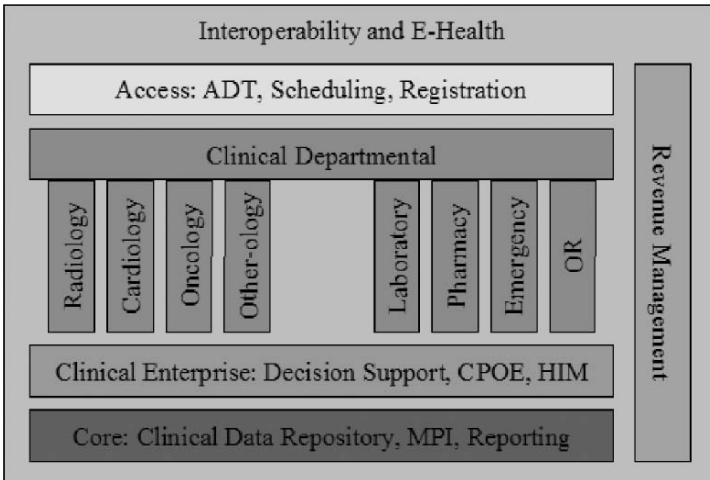 Interoperability and E-Health
Access: ADT, Scheduling, Registration
Clinical Departmental
Radiology
Cardiology
Oncology
Other-ology
Laboratory
Pharmacy
Emergency
OR
Clinical Enterprise: Decision Support, CPOE, HIM
Core: Clinical Data Repository, MPI, Reporting
Revenue Management